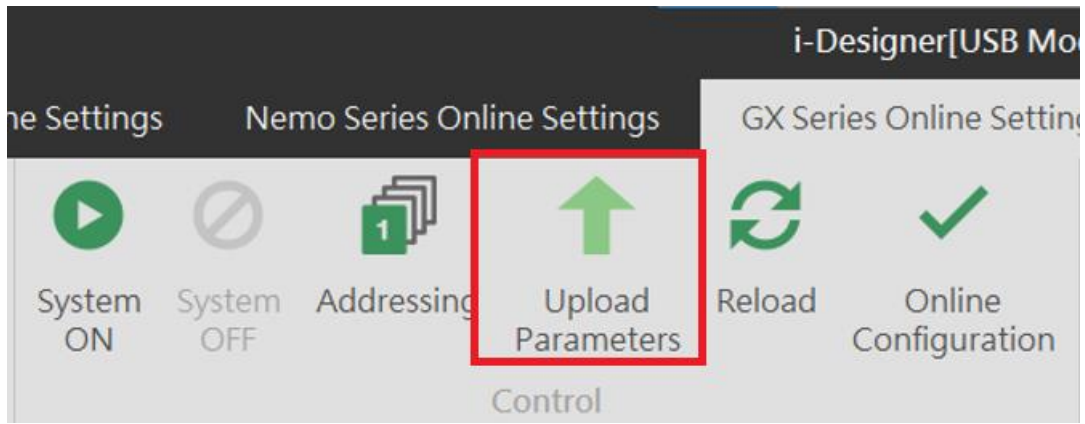 i-Designer[USB Mo
ne Settings
Nemo Series Online Settings
GX Series Online Setting
1
System
ON
System
OFF
Addressing
Upload
Parameters
Reload
Online
Configuration
Control